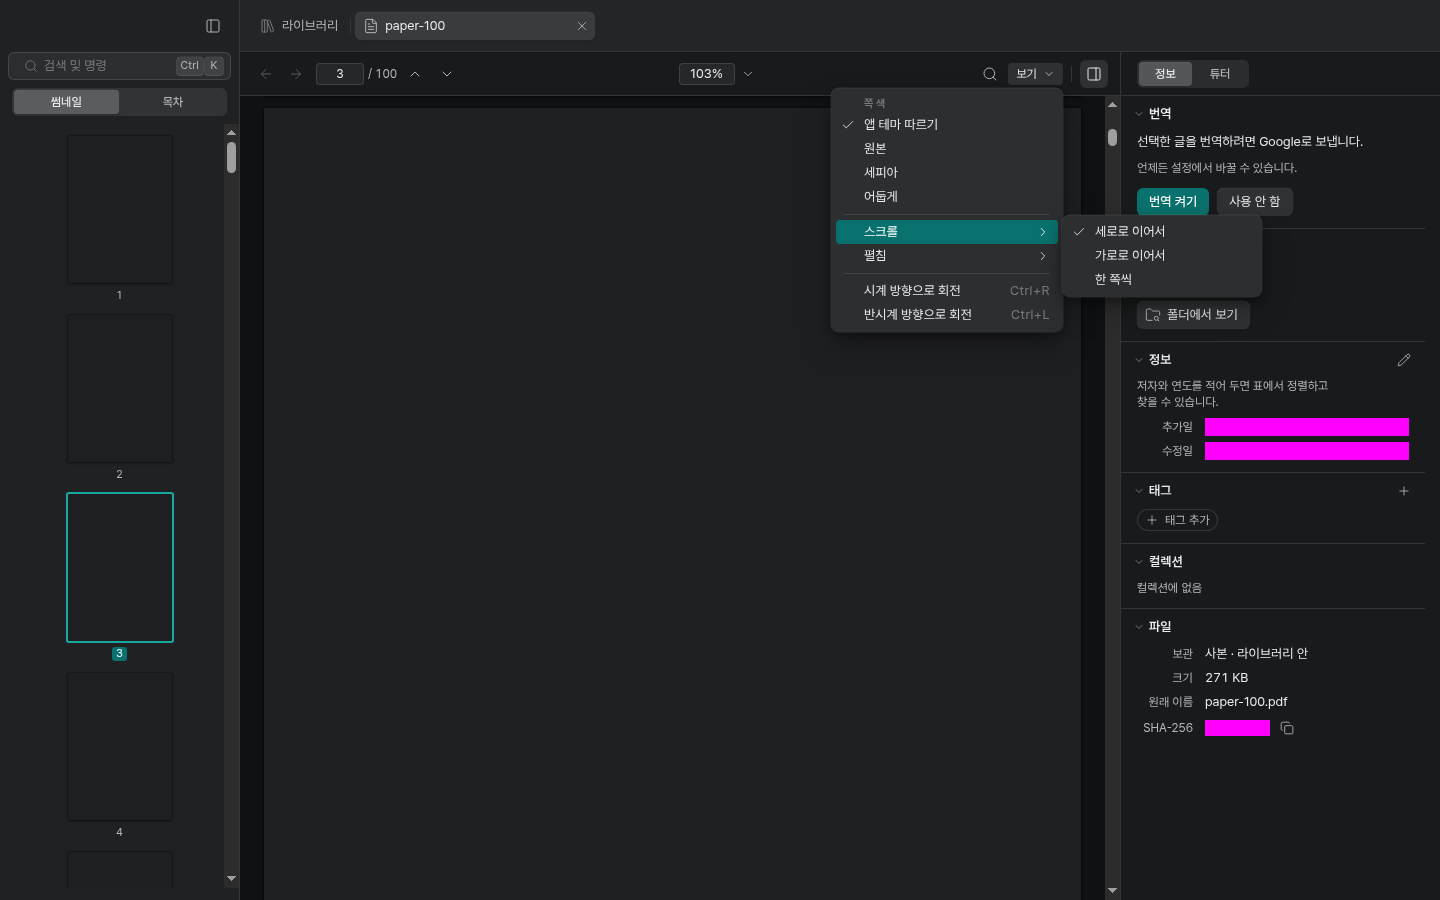 라이브러리
paper-100
검색 및 명령
Ctrl K
썸네일
목차
1
2
3
4
3 / 100
103%
보기
쪽 색
앱 테마 따르기
원본
세피아
어둡게
스크롤
펼침
시계 방향으로 회전 Ctrl+R
반시계 방향으로 회전 Ctrl+L
세로로 이어서
가로로 이어서
한 쪽씩
정보
튜터
번역
선택한 글을 번역하려면 Google로 보냅니다.
언제든 설정에서 바꿀 수 있습니다.
번역 켜기
사용 안 함
폴더에서 보기
정보
저자와 연도를 적어 두면 표에서 정렬하고
찾을 수 있습니다.
추가일
수정일
태그
태그 추가
컬렉션
컬렉션에 없음
파일
보관 사본 · 라이브러리 안
크기 271 KB
원래 이름 paper-100.pdf
SHA-256